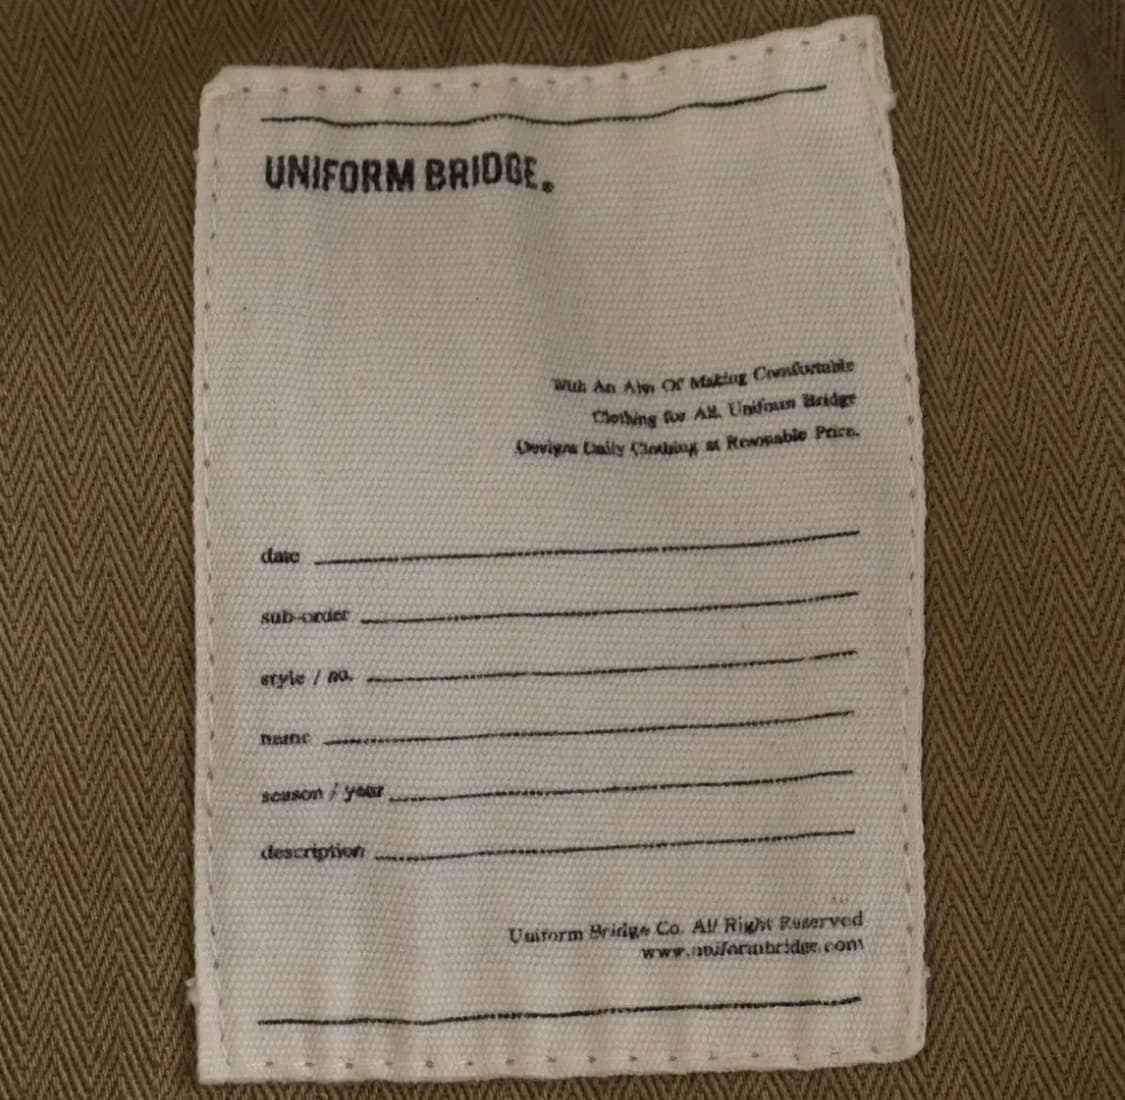 UNIFORM BRIDGE.
With An Aim Of Making Comfortable
Clothing for All. Uniform Bridge
Designs Daily Clothing at Resonable Price.
date
sub-order
style / no.
name
season / year
description
Uniform Bridge Co. All Right Reserved
www.uniformbridge.com